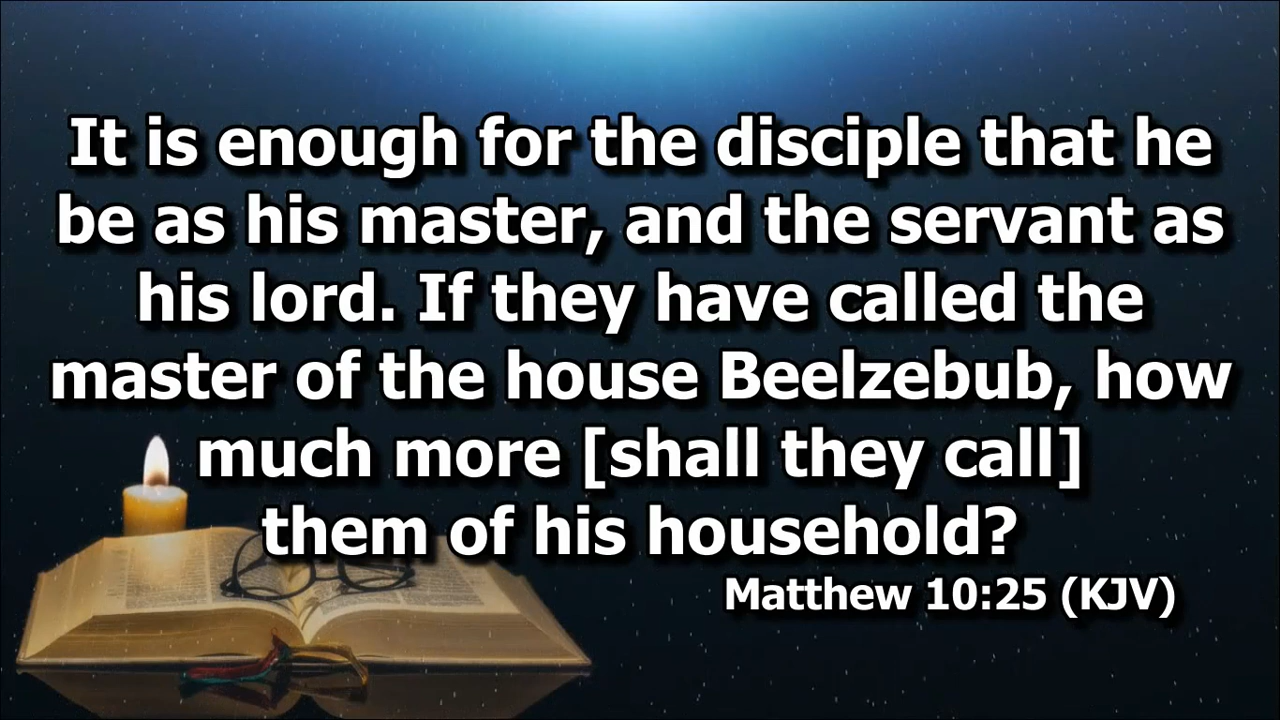 It is enough for the disciple that he
be as his master, and the servant as
his lord. If they have called the
master of the house Beelzebub, how
much more [shall they call]
them of his household?
Matthew 10:25 (KJV)